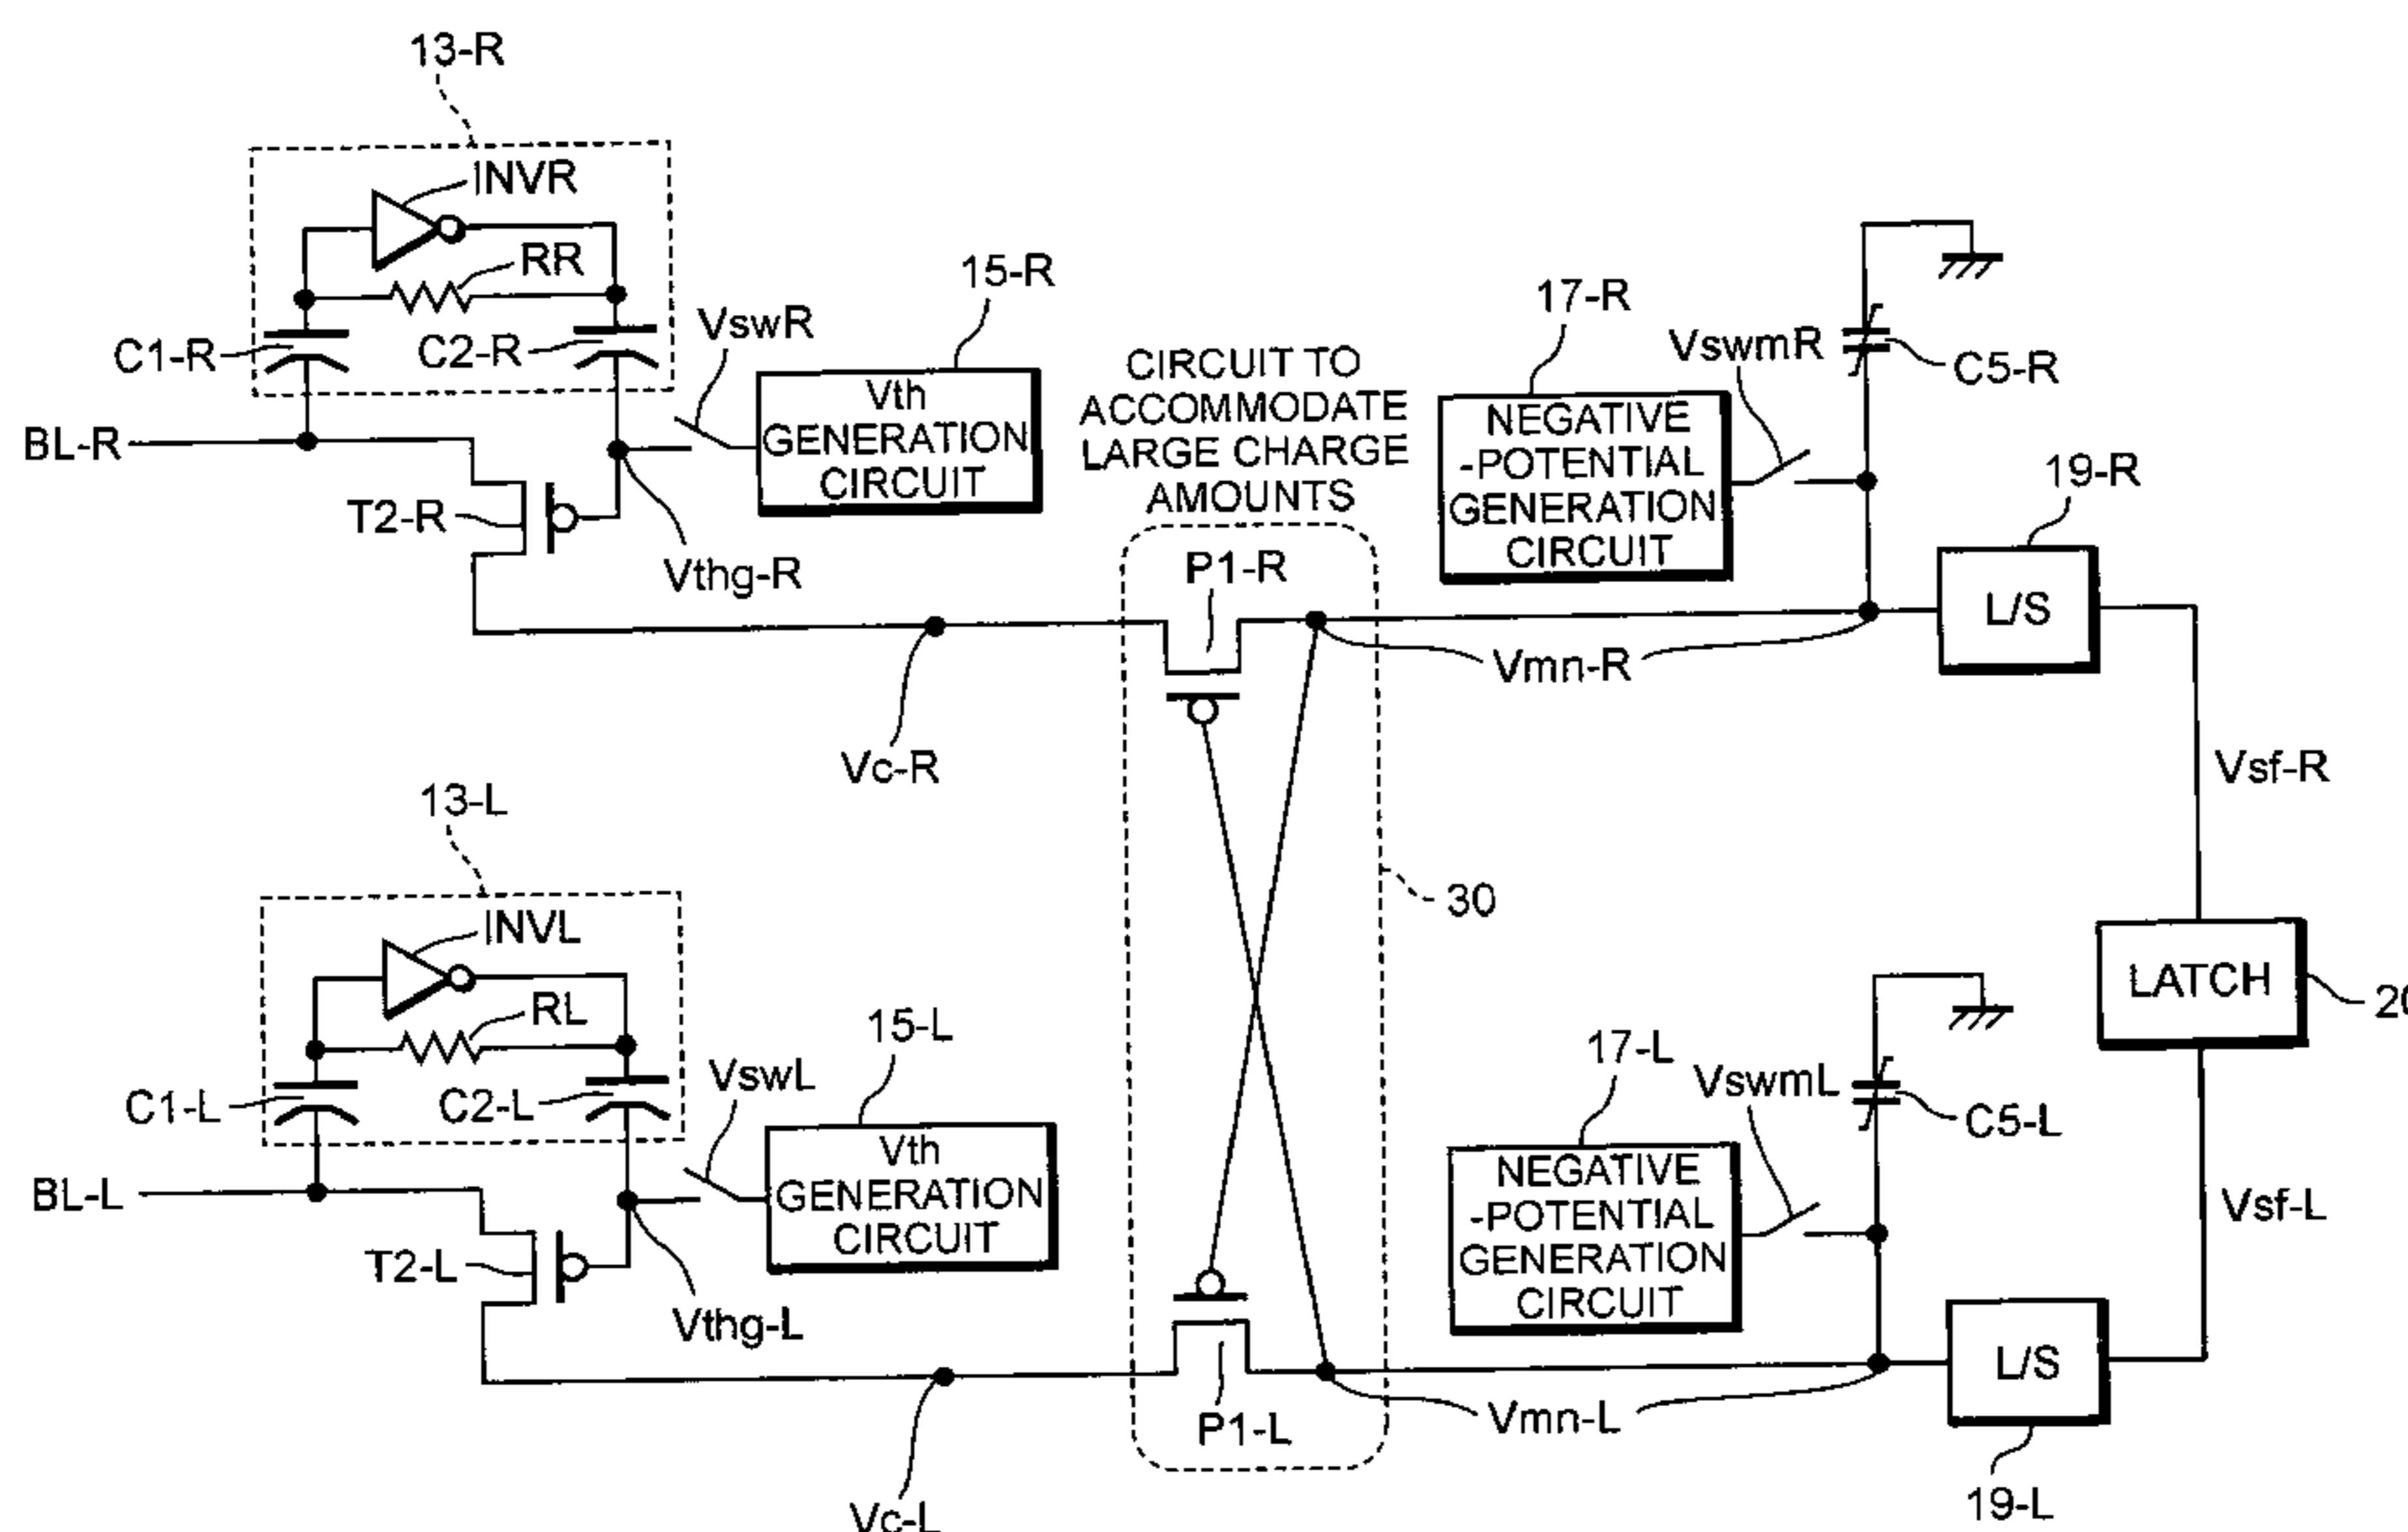 13-R
INVR
RR
C1-R
C2-R
VswR
15-R
Vth
GENERATION
CIRCUIT
BL-R
T2-R
Vthg-R
CIRCUIT TO
ACCOMMODATE
LARGE CHARGE
AMOUNTS
P1-R
17-R
VswmR
NEGATIVE
-POTENTIAL
GENERATION
CIRCUIT
C5-R
19-R
L/S
Vmn-R
Vc-R
Vsf-R
13-L
INVL
RL
C1-L
C2-L
VswL
15-L
Vth
GENERATION
CIRCUIT
BL-L
T2-L
Vthg-L
30
17-L
VswmL
NEGATIVE
-POTENTIAL
GENERATION
CIRCUIT
C5-L
LATCH
Vsf-L
L/S
P1-L
Vmn-L
Vc-L
19-L